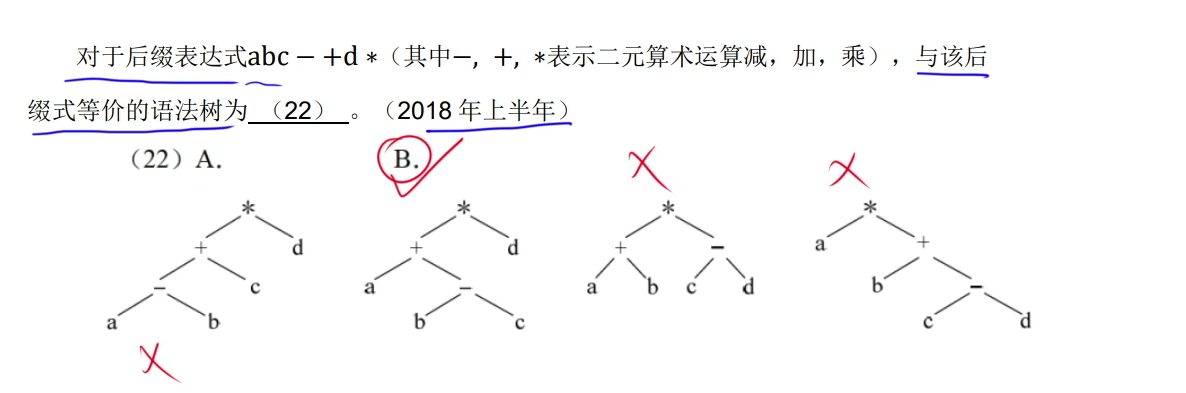 对于后缀表达式abc－+d＊（其中−，+，*表示二元算术运算减，加，乘），与该后
缀式等价的语法树为 （22） 。（2018 年上半年）
（22）A.
B.
* * * *
+ d + d + − a +
− c a − a b c d b −
a b b c c d